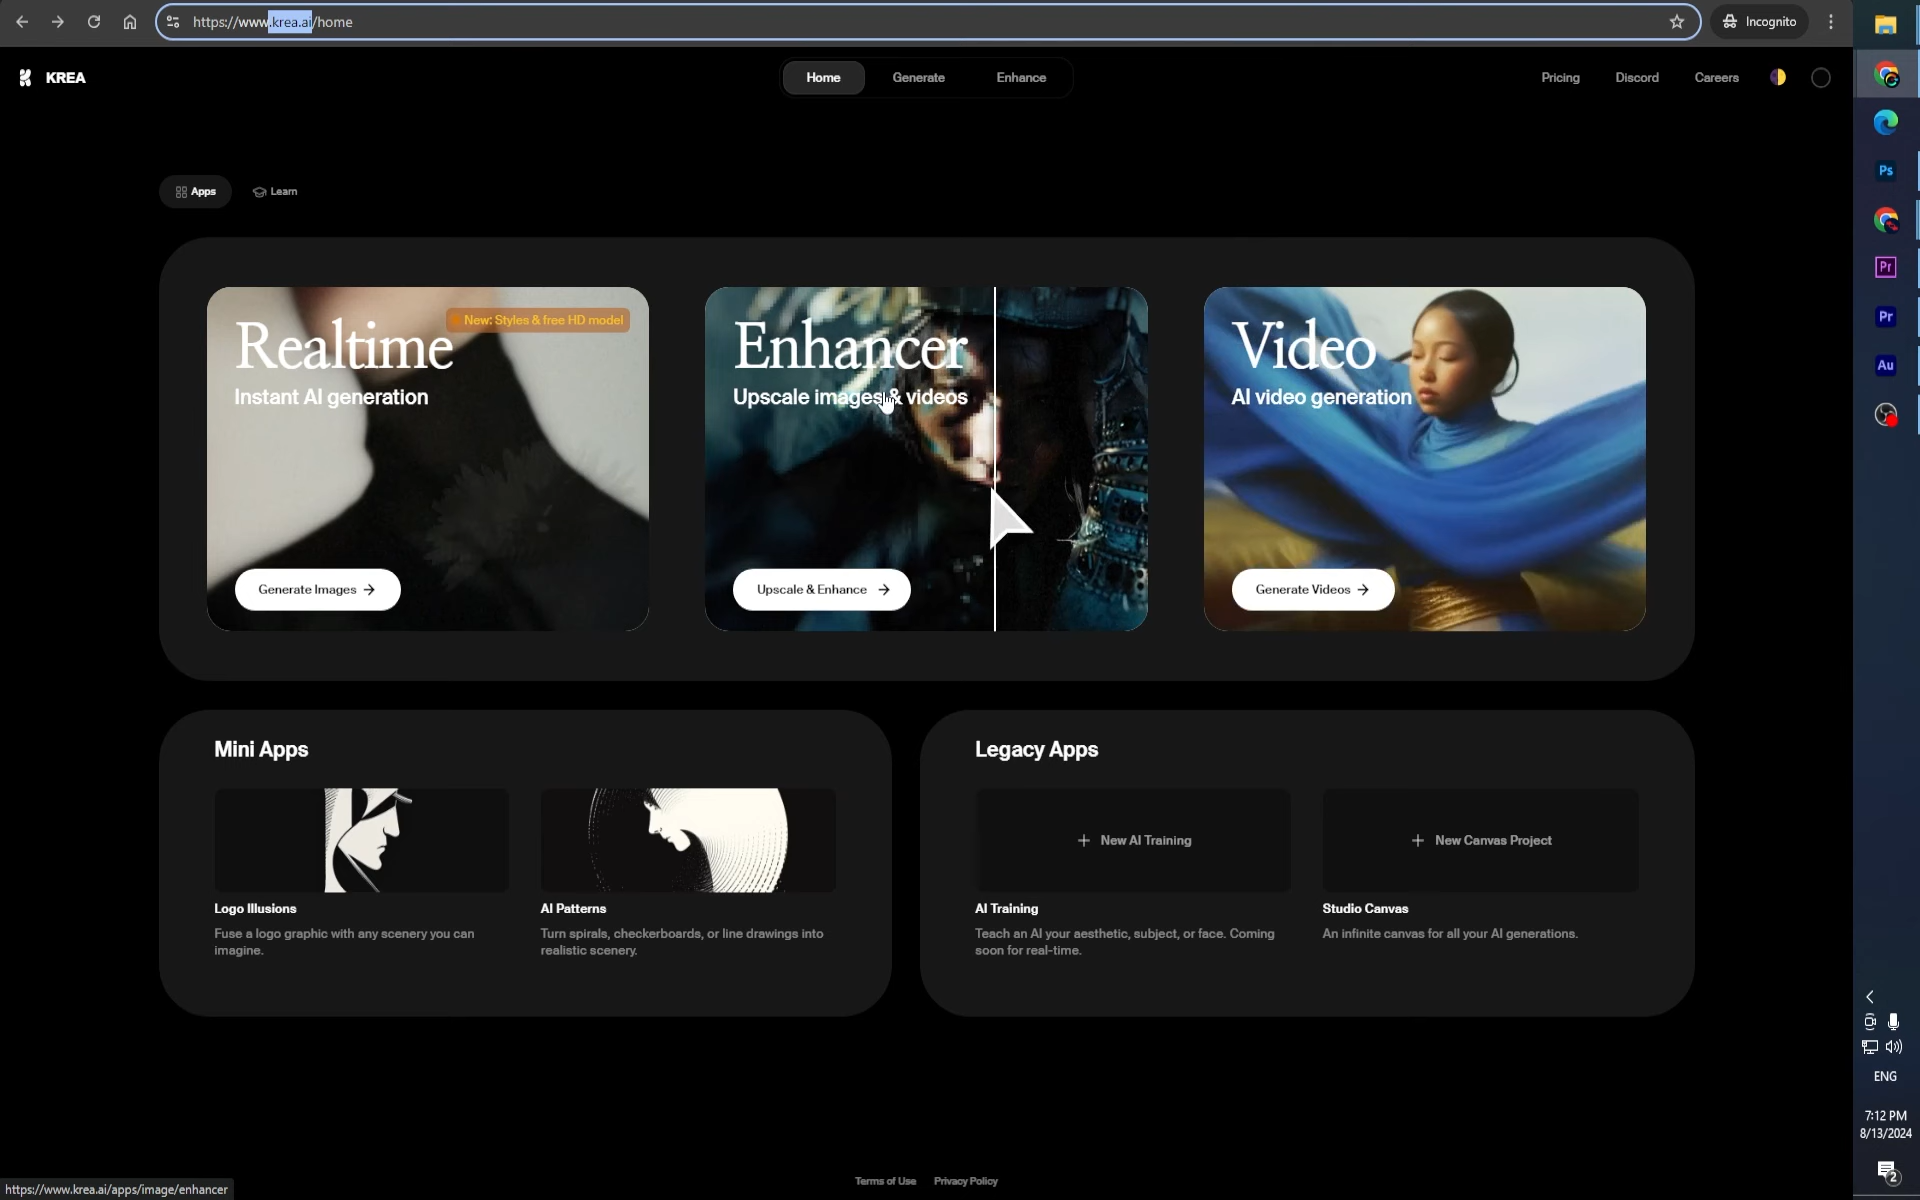 https://www.krea.ai/home
Incognito
KREA
Home
Generate
Enhance
Pricing
Discord
Careers
Apps
Learn
Realtime
New: Styles & free HD model
Instant AI generation
Generate Images
Enhancer
Upscale images & videos
Upscale & Enhance
Video
AI video generation
Generate Videos
Mini Apps
Logo Illusions
Fuse a logo graphic with any scenery you can
imagine.
AI Patterns
Turn spirals, checkerboards, or line drawings into
realistic scenery.
Legacy Apps
New AI Training
AI Training
Teach an AI your aesthetic, subject, or face. Coming
soon for real-time.
New Canvas Project
Studio Canvas
An infinite canvas for all your AI generations.
Terms of Use
Privacy Policy
https://www.krea.ai/apps/image/enhancer
Ps
Pr
Pr
Au
ENG
7:12 PM
8/13/2024
2